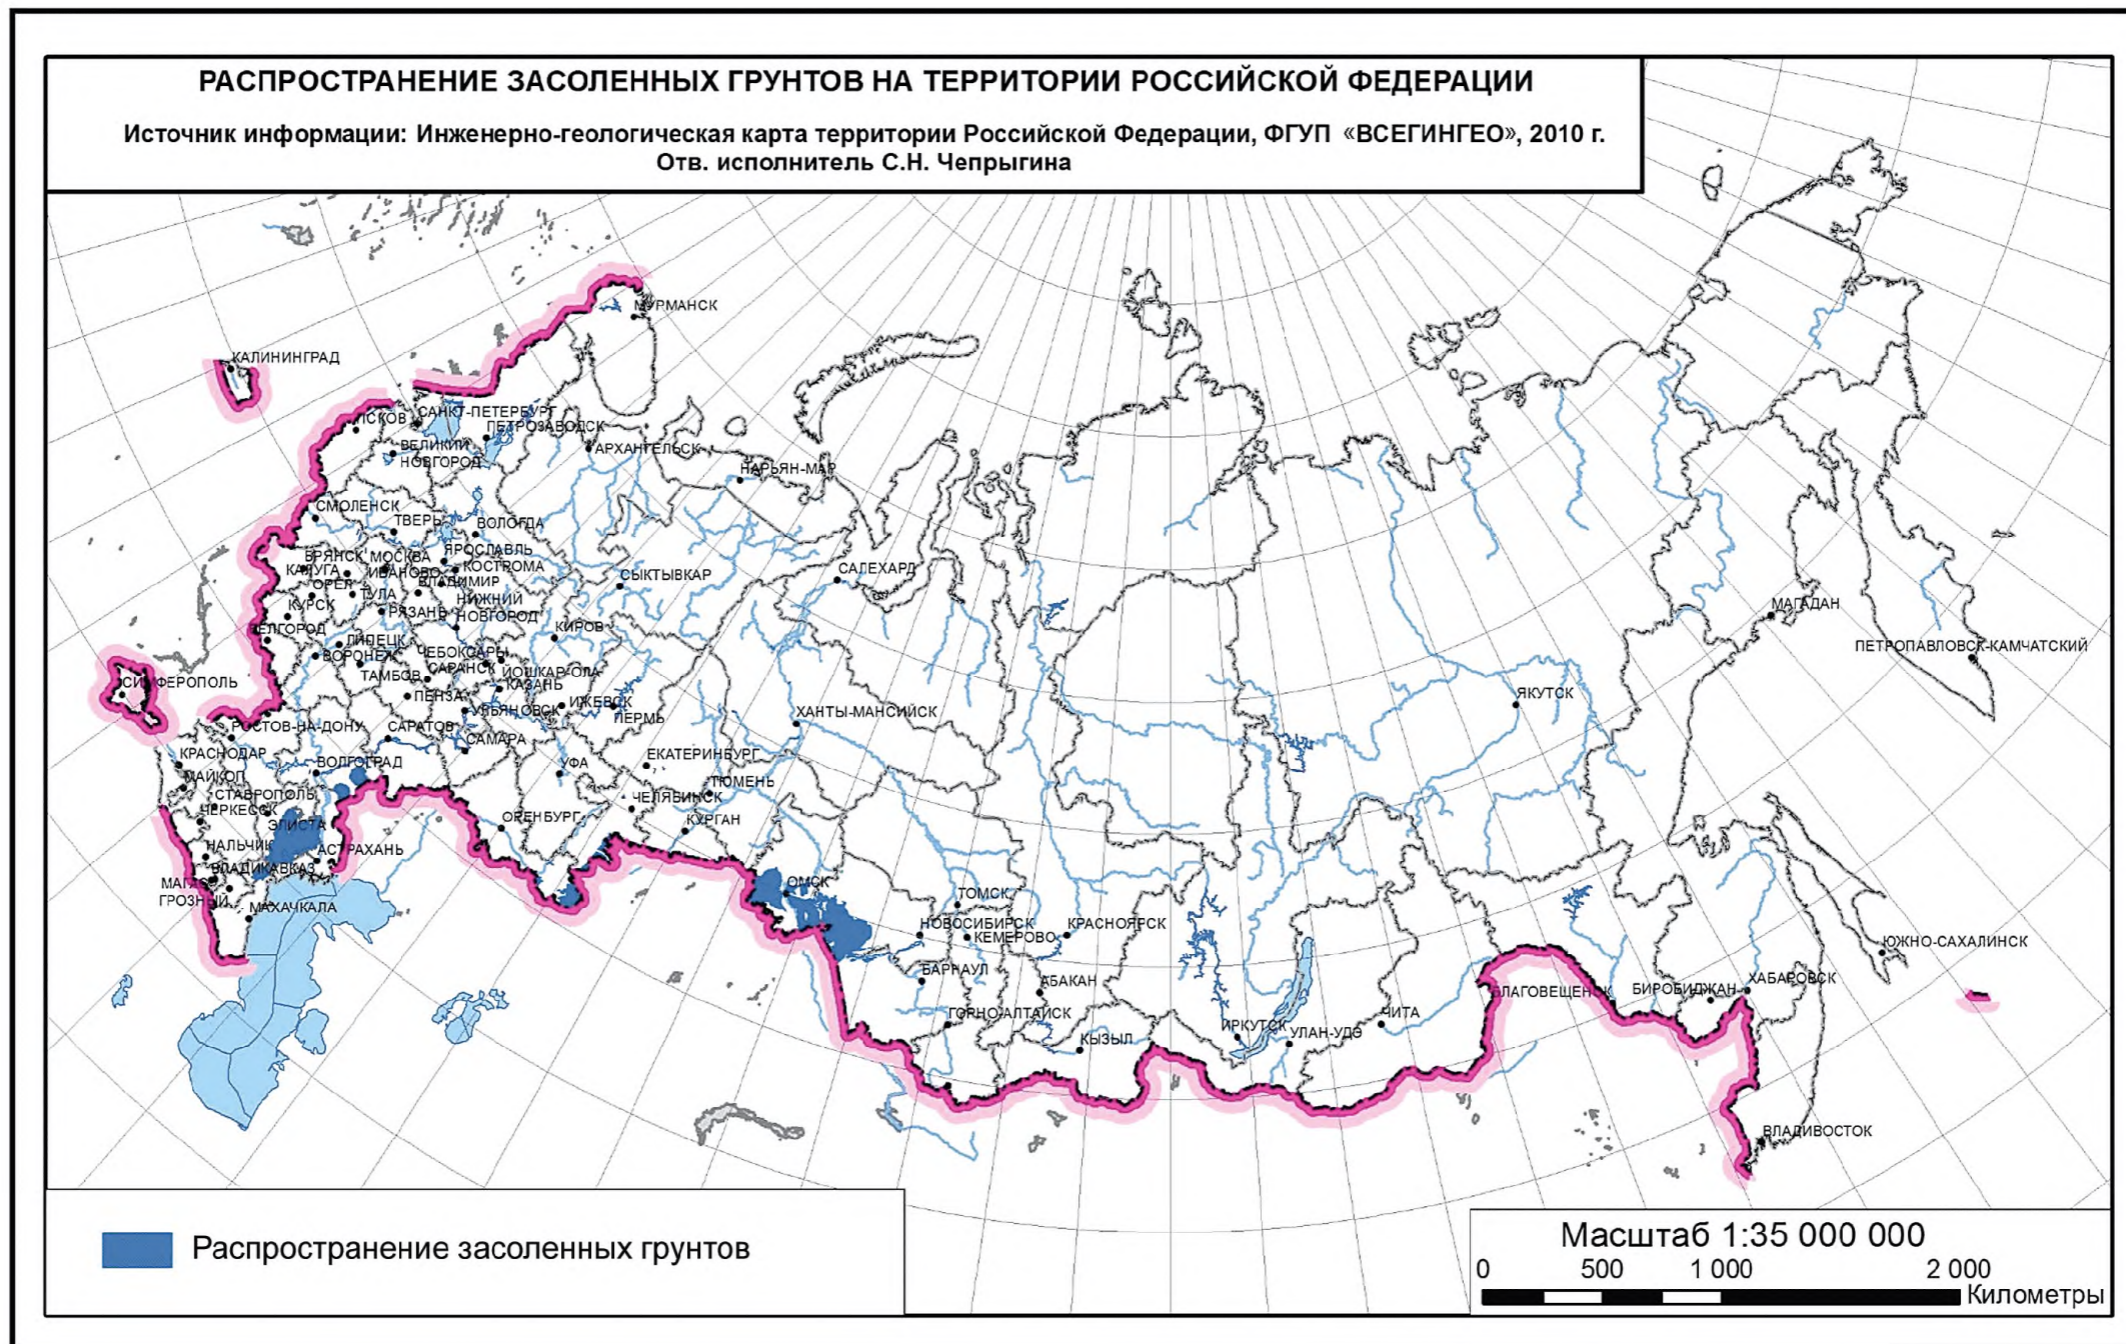 РАСПРОСТРАНЕНИЕ ЗАСОЛЕННЫХ ГРУНТОВ НА ТЕРРИТОРИИ РОССИЙСКОЙ ФЕДЕРАЦИИ
Источник информации: Инженерно-геологическая карта территории Российской Федерации, ФГУП «ВСЕГИНГЕО», 2010 г.
Отв. исполнитель С.Н. Чепрыгина
МУРМАНСК
КАЛИНИНГРАД
ПСКОВ
САНКТ-ПЕТЕРБУРГ
ПЕТРОЗАВОДСК
ВЕЛИКИЙ
НОВГОРОД
АРХАНГЕЛЬСК
НАРЬЯН-МАР
СМОЛЕНСК
ТВЕРЬ
ВОЛОГДА
БРЯНСК
МОСКВА
ЯРОСЛАВЛЬ
КАЛУГА
ИВАНОВО
КОСТРОМА
ОРЕЛ
ВЛАДИМИР
СЫКТЫВКАР
САЛЕХАРД
ТУЛА
КУРСК
РЯЗАНЬ
НИЖНИЙ
НОВГОРОД
БЕЛГОРОД
ЛИПЕЦК
КИРОВ
МАГАДАН
ВОРОНЕЖ
ЧЕБОКСАРЫ
САРАНСК
ЙОШКАР-ОЛА
ПЕТРОПАВЛОВСК-КАМЧАТСКИЙ
ТАМБОВ
КАЗАНЬ
СИМФЕРОПОЛЬ
ПЕНЗА
УЛЬЯНОВСК
ИЖЕВСК
ПЕРМЬ
ЯКУТСК
ХАНТЫ-МАНСИЙСК
РОСТОВ-НА-ДОНУ
САРАТОВ
САМАРА
КРАСНОДАР
ВОЛГОГРАД
УФА
ЕКАТЕРИНБУРГ
МАЙКОП
ТЮМЕНЬ
СТАВРОПОЛЬ
ЧЕЛЯБИНСК
ЧЕРКЕССК
ЭЛИСТА
ОРЕНБУРГ
КУРГАН
НАЛЬЧИК
АСТРАХАНЬ
ВЛАДИКАВКАЗ
МАГАС
ГРОЗНЫЙ
МАХАЧКАЛА
ОМСК
ТОМСК
НОВОСИБИРСК
КЕМЕРОВО
КРАСНОЯРСК
ЮЖНО-САХАЛИНСК
БАРНАУЛ
АБАКАН
БЛАГОВЕЩЕНСК
БИРОБИДЖАН
ХАБАРОВСК
ГОРНО-АЛТАЙСК
КЫЗЫЛ
ИРКУТСК
УЛАН-УДЭ
ЧИТА
ВЛАДИВОСТОК
Распространение засоленных грунтов
Масштаб 1:35 000 000
0 500 1 000 2 000
Километры